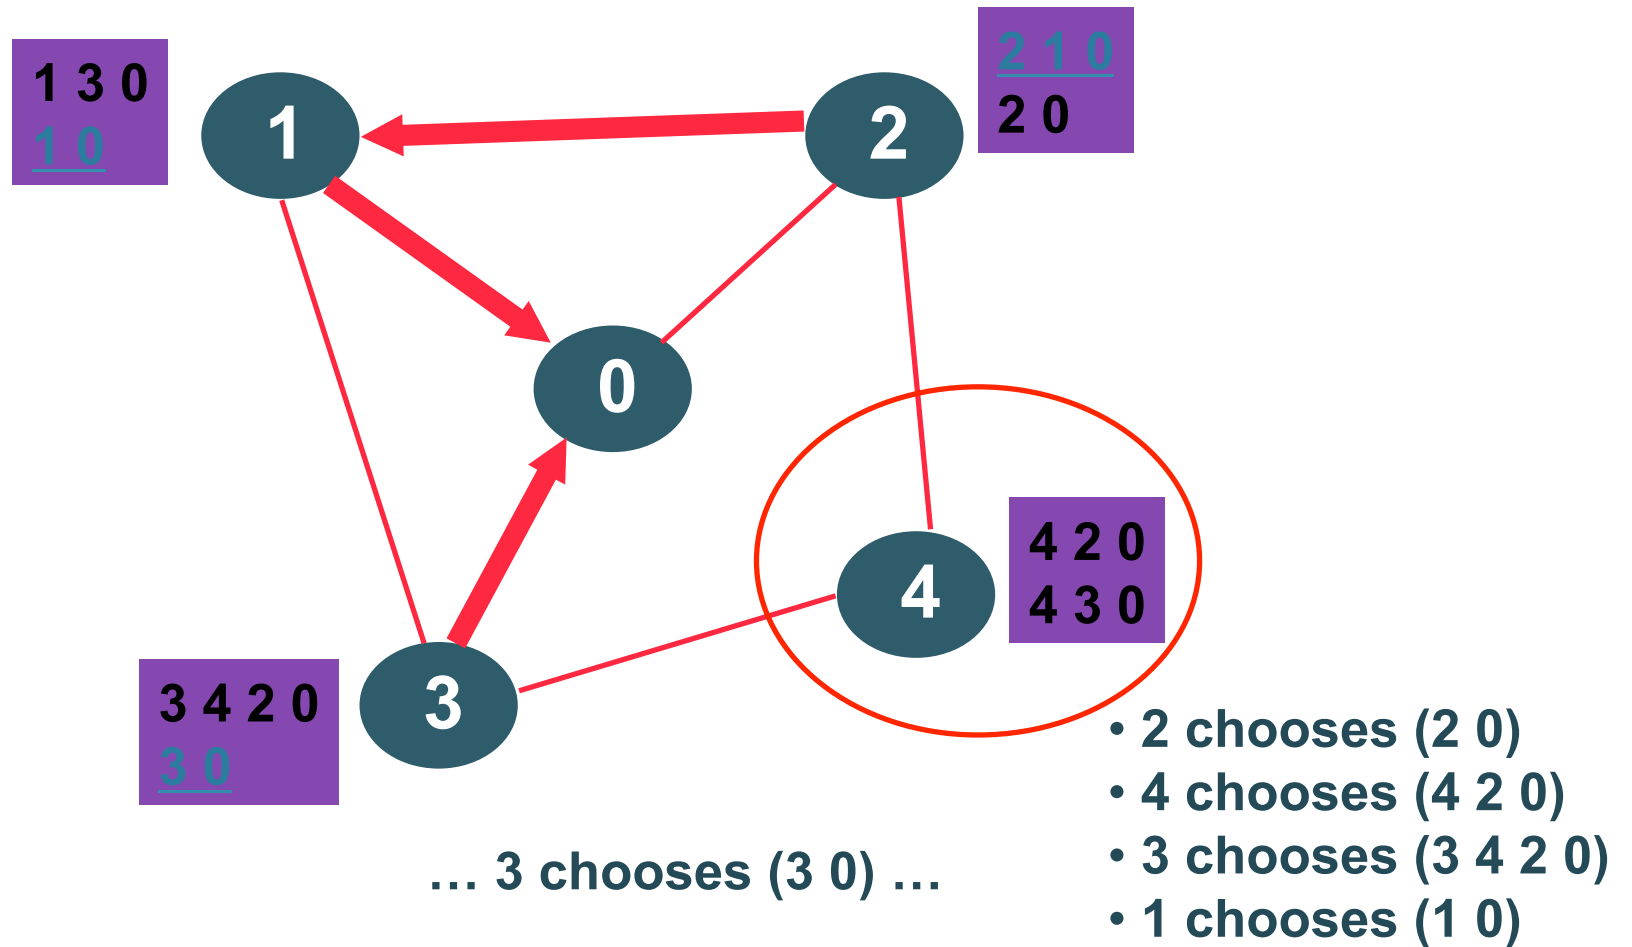 1 3 0
1 0
1
2
2 1 0
2 0
0
4
4 2 0
4 3 0
3 4 2 0
3 0
3
• 2 chooses (2 0)
• 4 chooses (4 2 0)
• 3 chooses (3 4 2 0)
• 1 chooses (1 0)
… 3 chooses (3 0) …